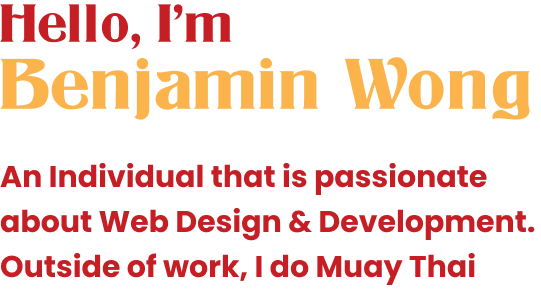 Hello, I'm
Benjamin Wong
An Individual that is passionate
about Web Design & Development.
Outside of work, I do Muay Thai